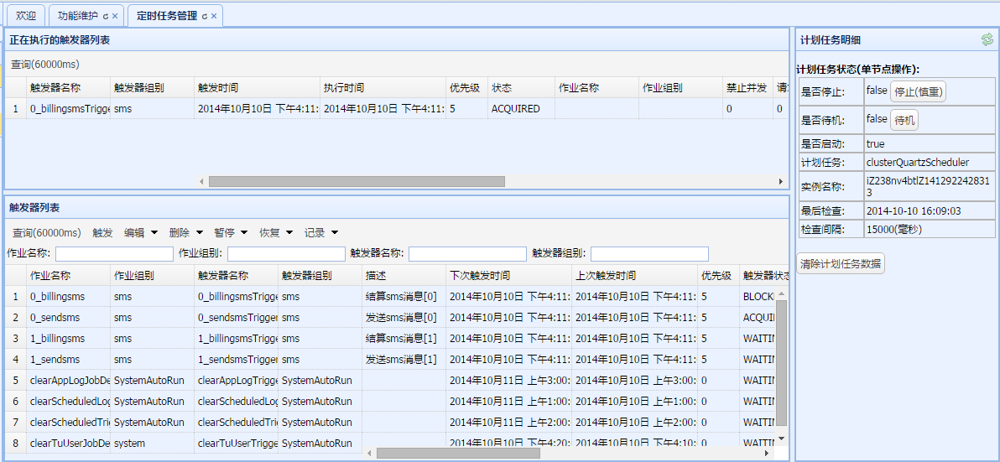 欢迎 功能维护 定时任务管理
正在执行的触发器列表
查询(60000ms)
触发器名称 触发器组别 触发时间 执行时间 优先级 状态 作业名称 作业组别 禁止并发
1 0_billingsmsTrigge sms 2014年10月10日 下午4:11: 2014年10月10日 下午4:11: 5 ACQUIRED 0 0
触发器列表
查询(60000ms) 触发 编辑 删除 暂停 恢复 记录
作业名称: 作业组别: 触发器名称: 触发器组别:
作业名称 作业组别 触发器名称 触发器组别 描述 下次触发时间 上次触发时间 优先级 触发器状态
1 0_billingsms sms 0_billingsmsTrigge sms 结算sms消息[0] 2014年10月10日 下午4:11: 2014年10月10日 下午4:11: 5 BLOCK
2 0_sendsms sms 0_sendsmsTrigger sms 发送sms消息[0] 2014年10月10日 下午4:11: 2014年10月10日 下午4:11: 5 ACQUI
3 1_billingsms sms 1_billingsmsTrigge sms 结算sms消息[1] 2014年10月10日 下午4:11: 2014年10月10日 下午4:11: 5 WAITIN
4 1_sendsms sms 1_sendsmsTrigger sms 发送sms消息[1] 2014年10月10日 下午4:11: 2014年10月10日 下午4:11: 5 WAITIN
5 clearAppLogJobDe SystemAutoRun clearAppLogTrigge SystemAutoRun 2014年10月11日 上午3:00: 2014年10月10日 上午3:00: 0 WAITIN
6 clearScheduledLog SystemAutoRun clearScheduledLog SystemAutoRun 2014年10月11日 上午1:00: 2014年10月10日 上午1:00: 0 WAITIN
7 clearScheduledTri SystemAutoRun clearScheduledTri SystemAutoRun 2014年10月11日 上午2:00: 2014年10月10日 上午2:00: 0 WAITIN
8 clearTuUserJobDe system clearTuUserTrigge SystemAutoRun 2014年10月10日 下午4:20: 2014年10月10日 下午4:10: 0 WAITIN
计划任务明细
计划任务状态(单节点操作):
是否停止: false 停止(慎重)
是否待机: false 待机
是否启动: true
计划任务: clusterQuartzScheduler
实例名称: iZ238nv4btlZ141292242831
3
最后检查: 2014-10-10 16:09:03
检查间隔: 15000(毫秒)
清除计划任务数据